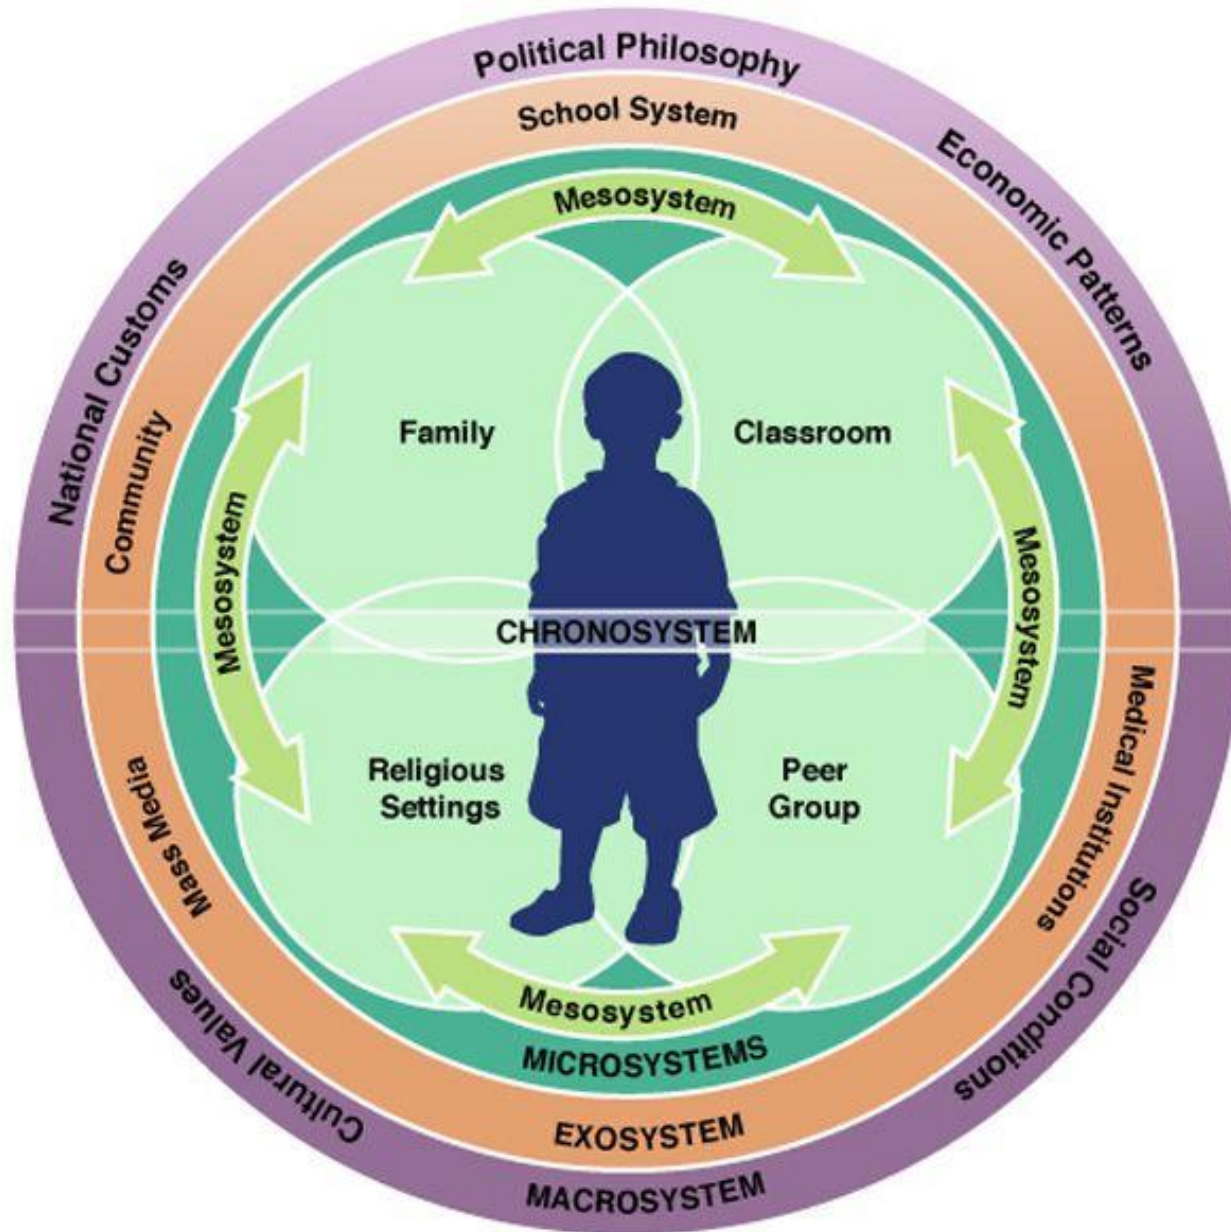 Political Philosophy
School System
Economic Patterns
Mesosystem
National Customs
Community
Family
Classroom
Mesosystem
Mesosystem
CHRONOSYSTEM
Religious
Settings
Peer
Group
Mass Media
Medical Institutions
Cultural Values
Social Conditions
Mesosystem
MICROSYSTEMS
EXOSYSTEM
MACROSYSTEM